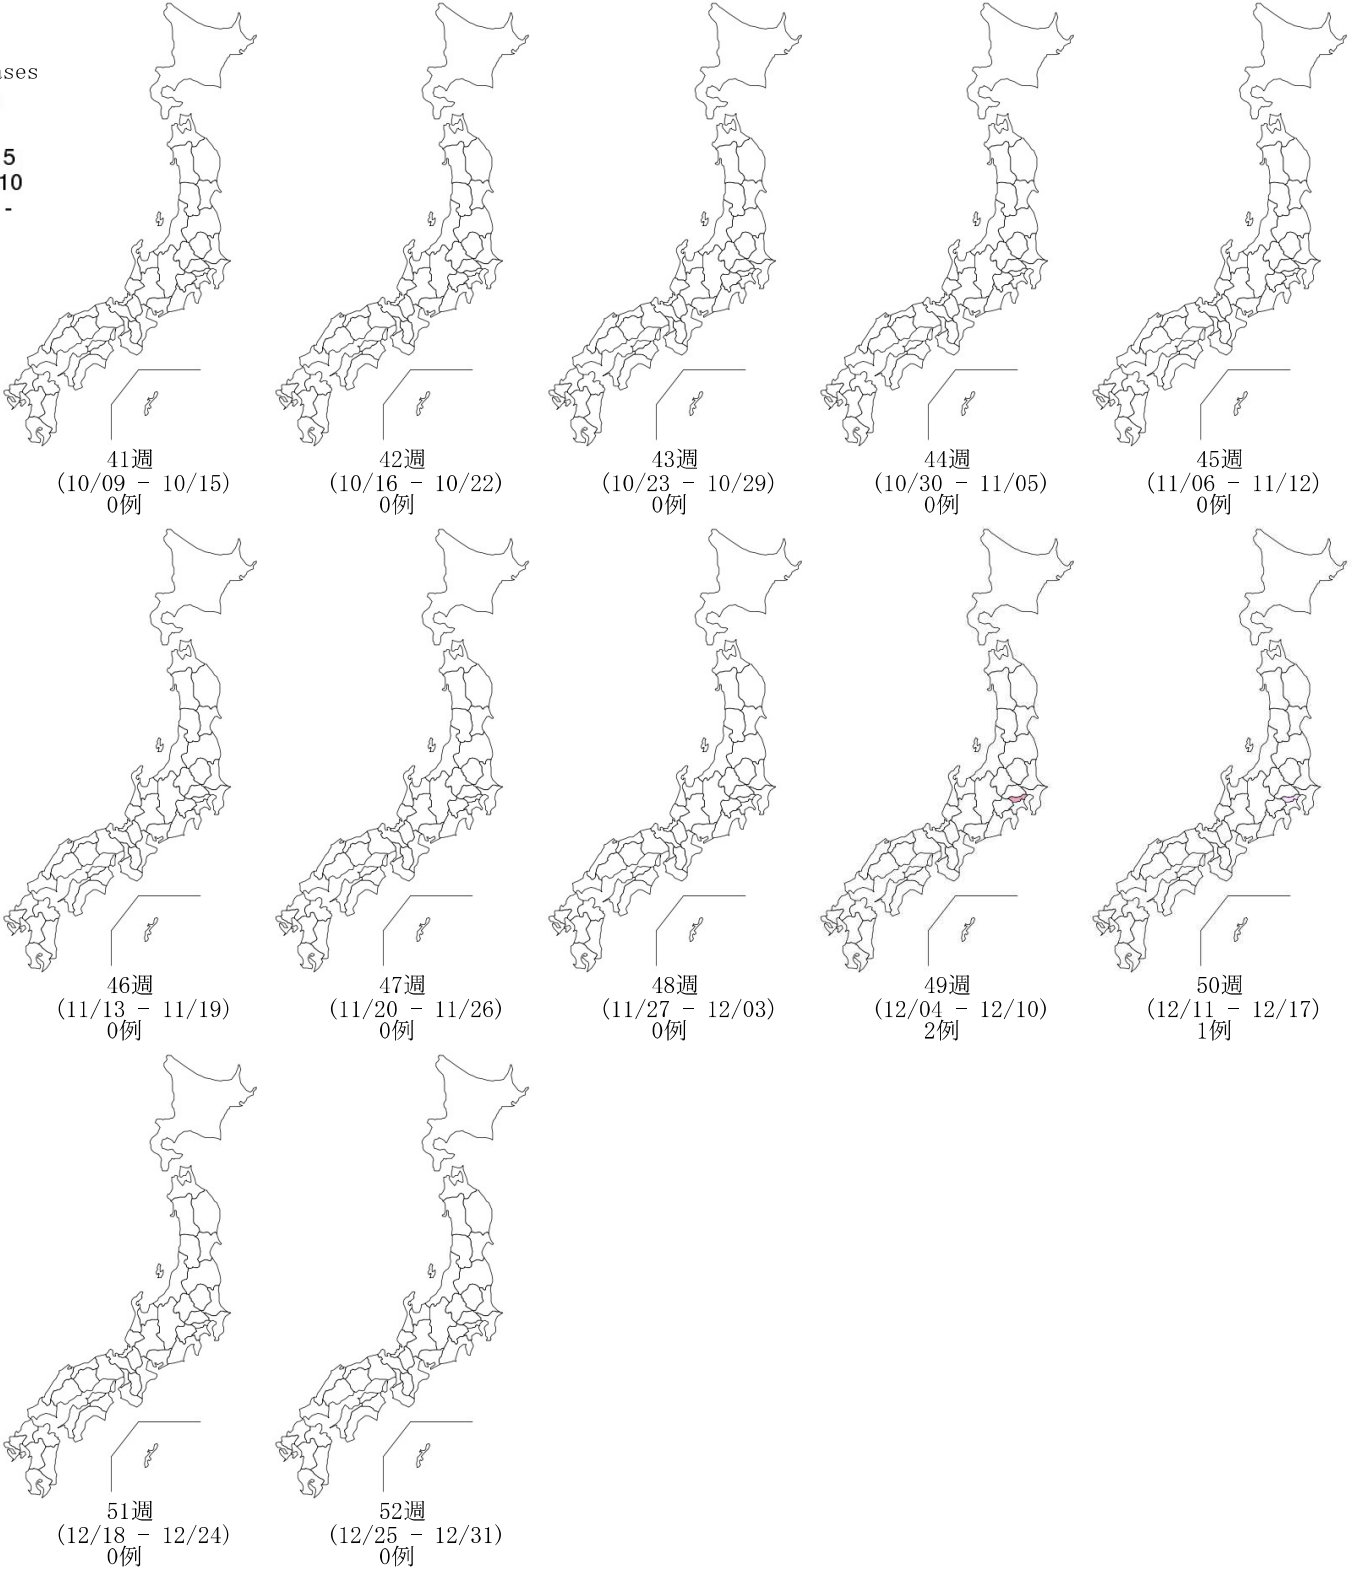 ases
5
10
-
41週
(10/09 - 10/15)
0例
42週
(10/16 - 10/22)
0例
43週
(10/23 - 10/29)
0例
44週
(10/30 - 11/05)
0例
45週
(11/06 - 11/12)
0例
46週
(11/13 - 11/19)
0例
47週
(11/20 - 11/26)
0例
48週
(11/27 - 12/03)
0例
49週
(12/04 - 12/10)
2例
50週
(12/11 - 12/17)
1例
51週
(12/18 - 12/24)
0例
52週
(12/25 - 12/31)
0例